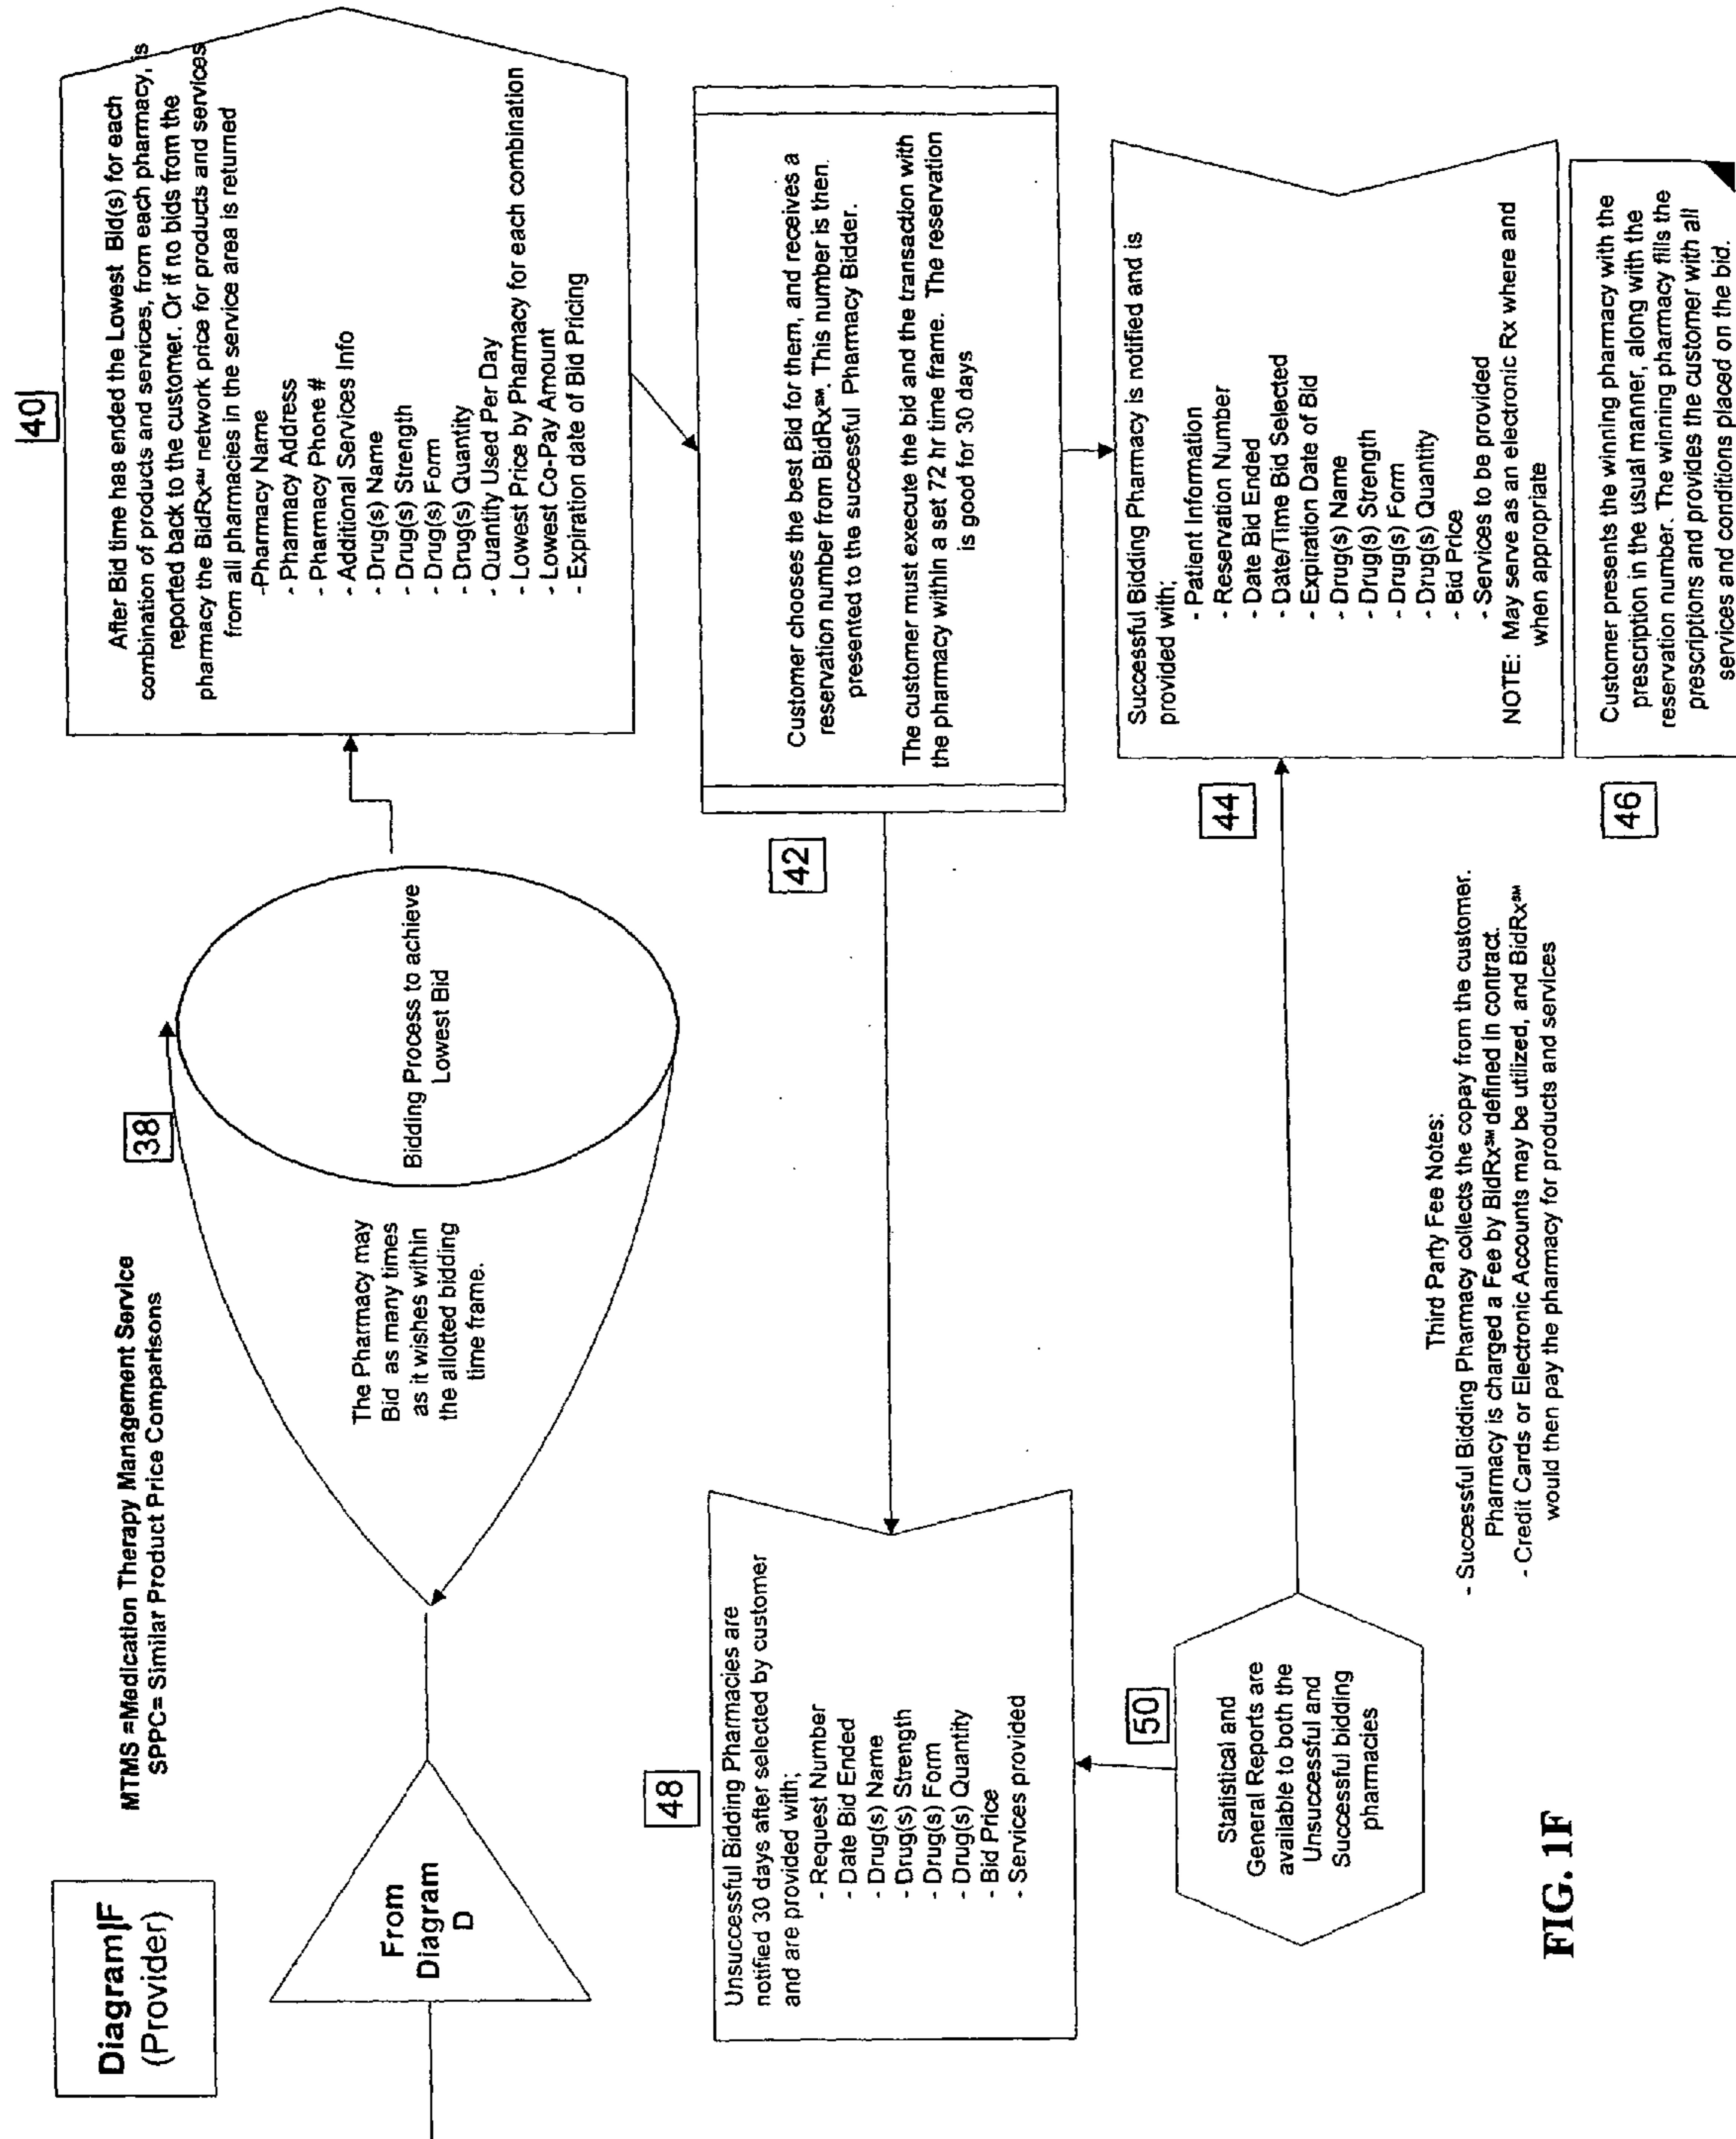 Diagram|F
(Provider)
MTMS =Medication Therapy Management Service
SPPC= Similar Product Price Comparisons
From
Diagram
D
38
The Pharmacy may
Bid as many times
as it wishes within
the allotted bidding
time frame.
Bidding Process to achieve
Lowest Bid
40
After Bid time has ended the Lowest Bid(s) for each
combination of products and services, from each pharmacy, is
reported back to the customer. Or if no bids from the
pharmacy the BidRx℠ network price for products and services
from all pharmacies in the service area is returned
-Pharmacy Name
- Pharmacy Address
- Pharmacy Phone #
- Additional Services Info
- Drug(s) Name
- Drug(s) Strength
- Drug(s) Form
- Drug(s) Quantity
- Quantity Used Per Day
- Lowest Price by Pharmacy for each combination
- Lowest Co-Pay Amount
- Expiration date of Bid Pricing
42
Customer chooses the best Bid for them, and receives a
reservation number from BidRx℠. This number is then
presented to the successful Pharmacy Bidder.
The customer must execute the bid and the transaction with
the pharmacy within a set 72 hr time frame. The reservation
is good for 30 days
44
Successful Bidding Pharmacy is notified and is
provided with;
- Patient Information
- Reservation Number
- Date Bid Ended
- Date/Time Bid Selected
- Expiration Date of Bid
- Drug(s) Name
- Drug(s) Strength
- Drug(s) Form
- Drug(s) Quantity
- Bid Price
- Services to be provided
NOTE: May serve as an electronic Rx where and
when appropriate
46
Customer presents the winning pharmacy with the
prescription in the usual manner, along with the
reservation number. The winning pharmacy fills the
prescriptions and provides the customer with all
services and conditions placed on the bid.
48
Unsuccessful Bidding Pharmacies are
notified 30 days after selected by customer
and are provided with;
- Request Number
- Date Bid Ended
- Drug(s) Name
- Drug(s) Strength
- Drug(s) Form
- Drug(s) Quantity
- Bid Price
- Services provided
50
Statistical and
General Reports are
available to both the
Unsuccessful and
Successful bidding
pharmacies
Third Party Fee Notes:
- Successful Bidding Pharmacy collects the copay from the customer.
Pharmacy is charged a Fee by BidRx℠ defined in contract.
- Credit Cards or Electronic Accounts may be utilized, and BidRx℠
would then pay the pharmacy for products and services
FIG. 1F